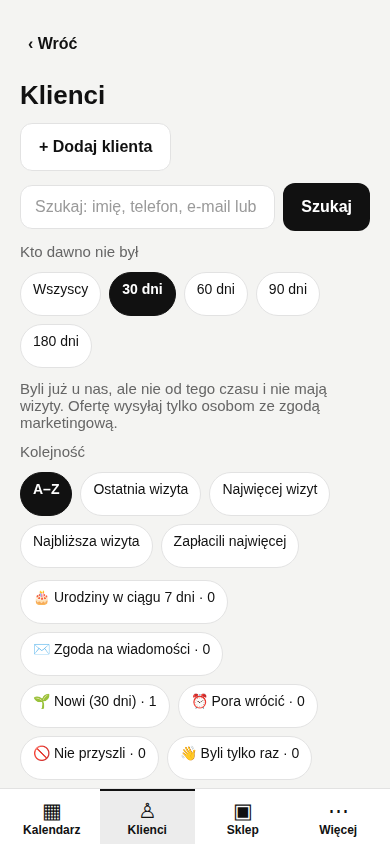 ‹ Wróć
Klienci
+ Dodaj klienta
Szukaj: imię, telefon, e-mail lub
Szukaj
Kto dawno nie był
Wszyscy
30 dni
60 dni
90 dni
180 dni
Byli już u nas, ale nie od tego czasu i nie mają
wizyty. Ofertę wysyłaj tylko osobom ze zgodą
marketingową.
Kolejność
A–Z
Ostatnia wizyta
Najwięcej wizyt
Najbliższa wizyta
Zapłacili najwięcej
🎂 Urodziny w ciągu 7 dni · 0
✉️ Zgoda na wiadomości · 0
🌱 Nowi (30 dni) · 1
⏰ Pora wrócić · 0
🚫 Nie przyszli · 0
👋 Byli tylko raz · 0
Kalendarz
Klienci
Sklep
Więcej